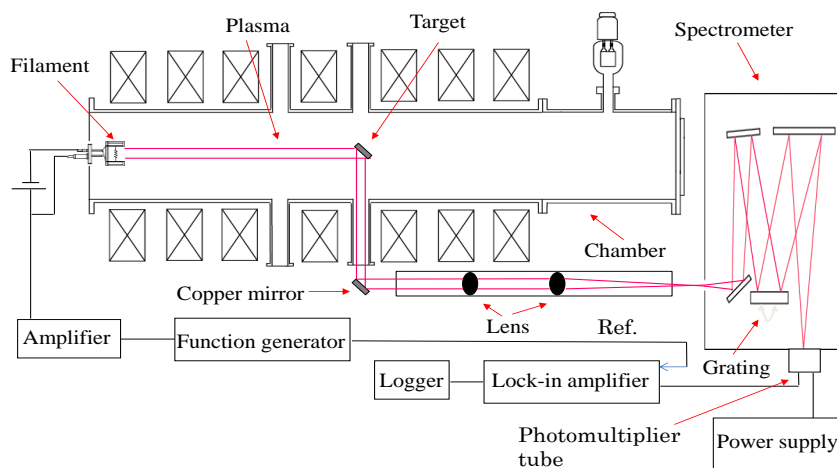 Plasma
Target
Spectrometer
Filament
Chamber
Copper mirror
Lens
Ref.
Amplifier
Function generator
Grating
Logger
Lock-in amplifier
Photomultiplier
tube
Power supply